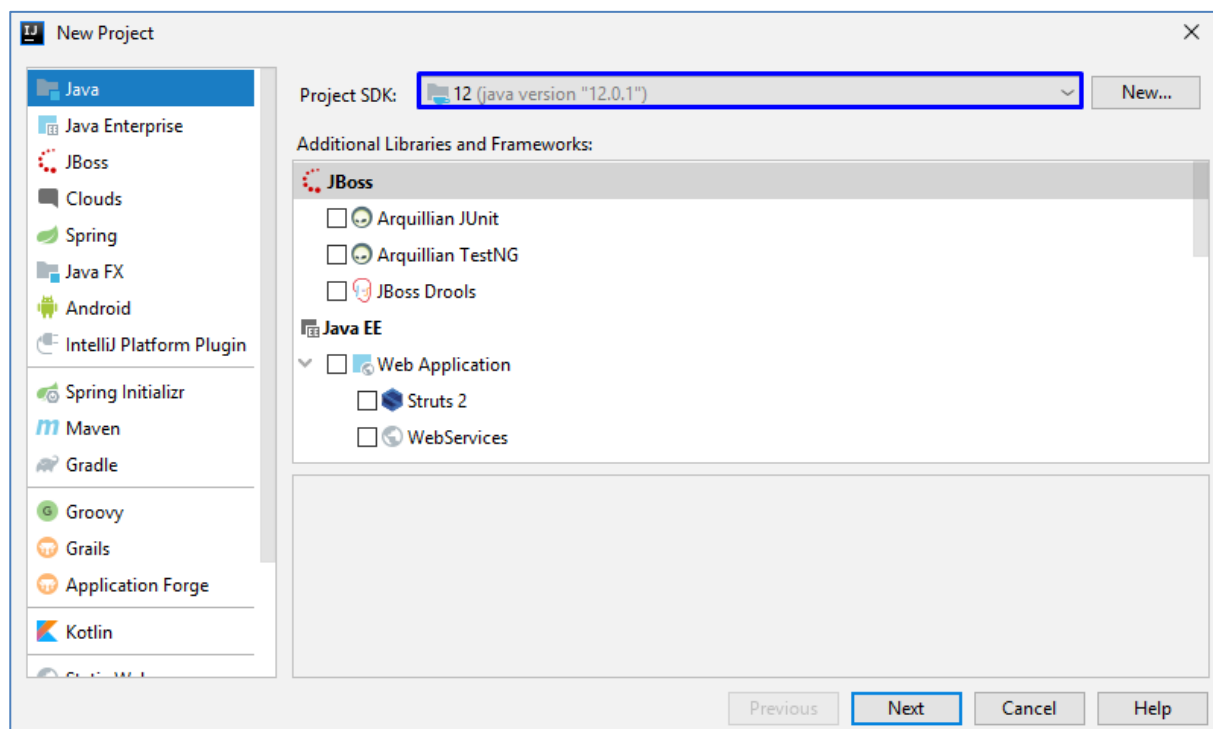 New Project
Java
Java Enterprise
JBoss
Clouds
Spring
Java FX
Android
IntelliJ Platform Plugin
Spring Initializr
Maven
Gradle
Groovy
Grails
Application Forge
Kotlin
Project SDK: 12 (java version "12.0.1") New...
Additional Libraries and Frameworks:
JBoss
Arquillian JUnit
Arquillian TestNG
JBoss Drools
Java EE
Web Application
Struts 2
WebServices
Previous Next Cancel Help